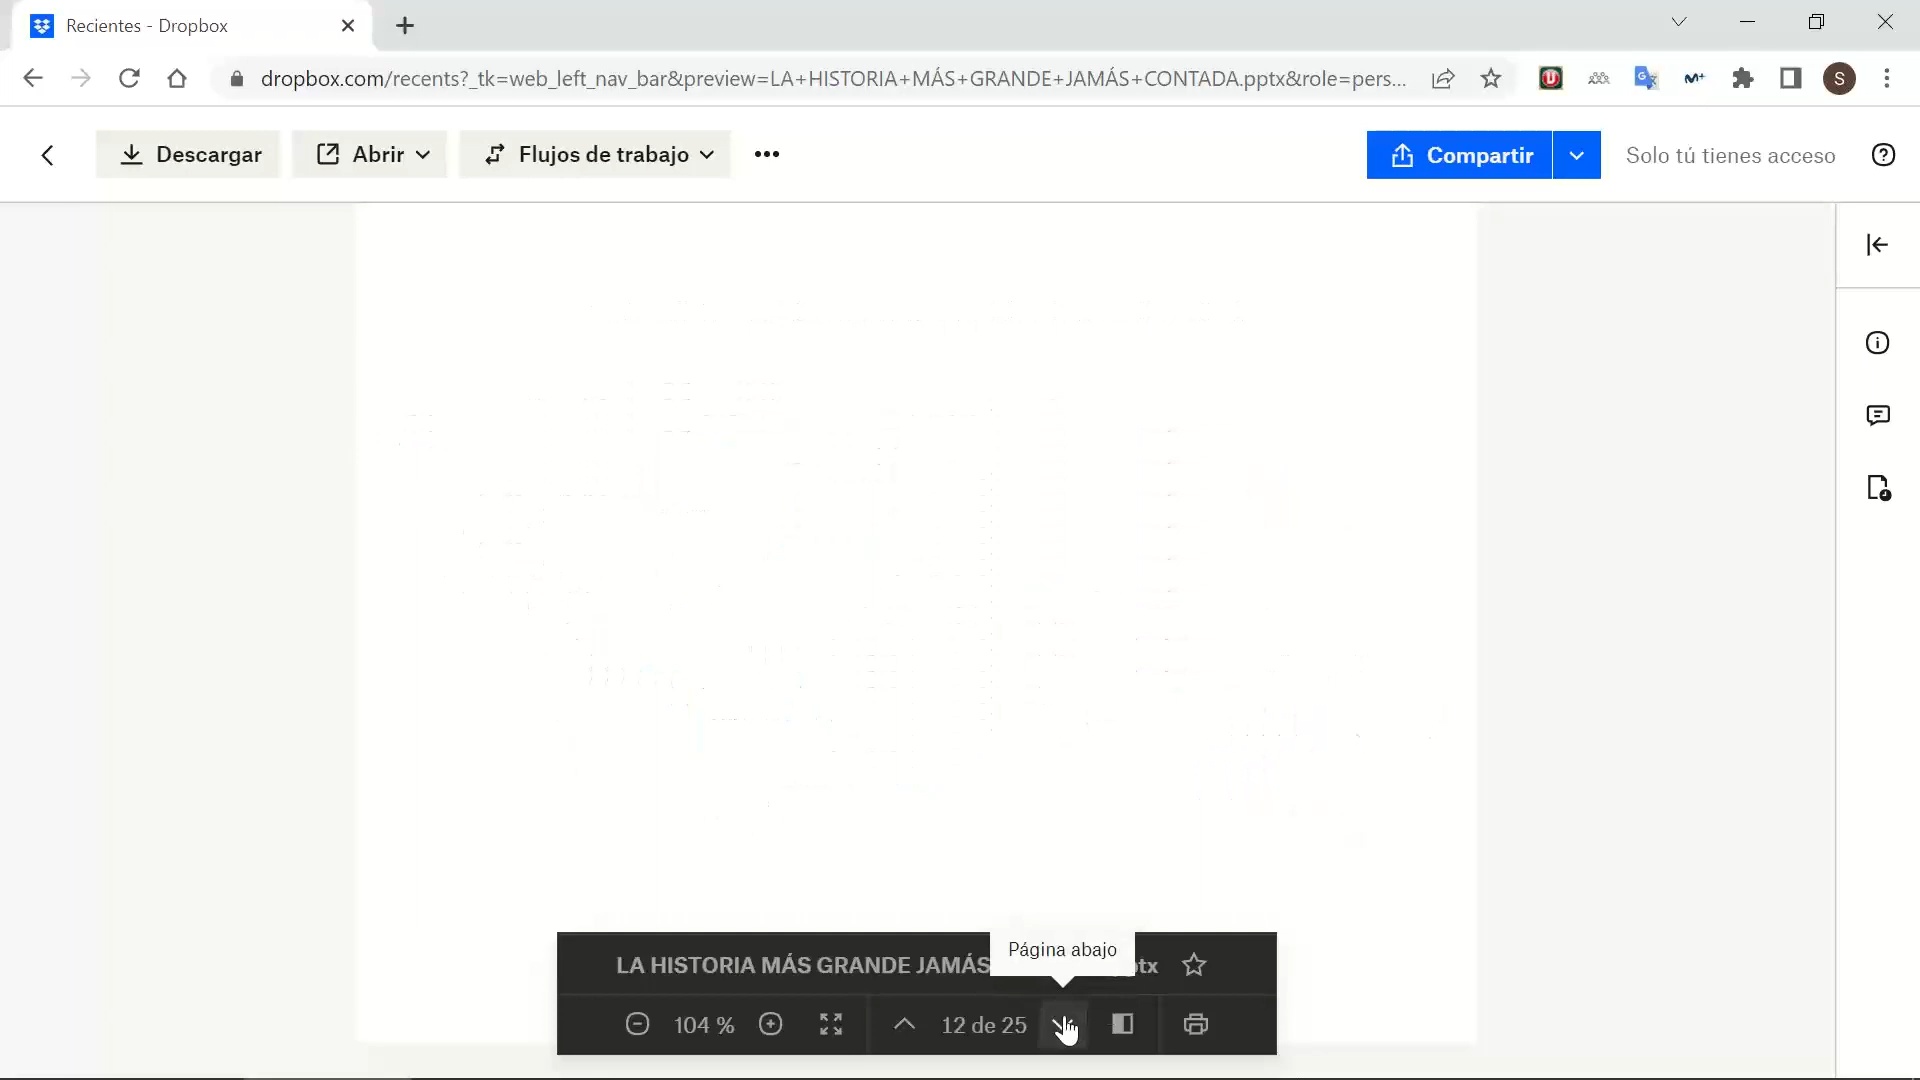 Recientes - Dropbox
dropbox.com/recents?_tk=web_left_nav_bar&preview=LA+HISTORIA+MÁS+GRANDE+JAMÁS+CONTADA.pptx&role=pers...
S
Descargar
Abrir
Flujos de trabajo
Compartir
Solo tú tienes acceso
Página abajo
LA HISTORIA MÁS GRANDE JAMÁS ptx
104 %
12 de 25